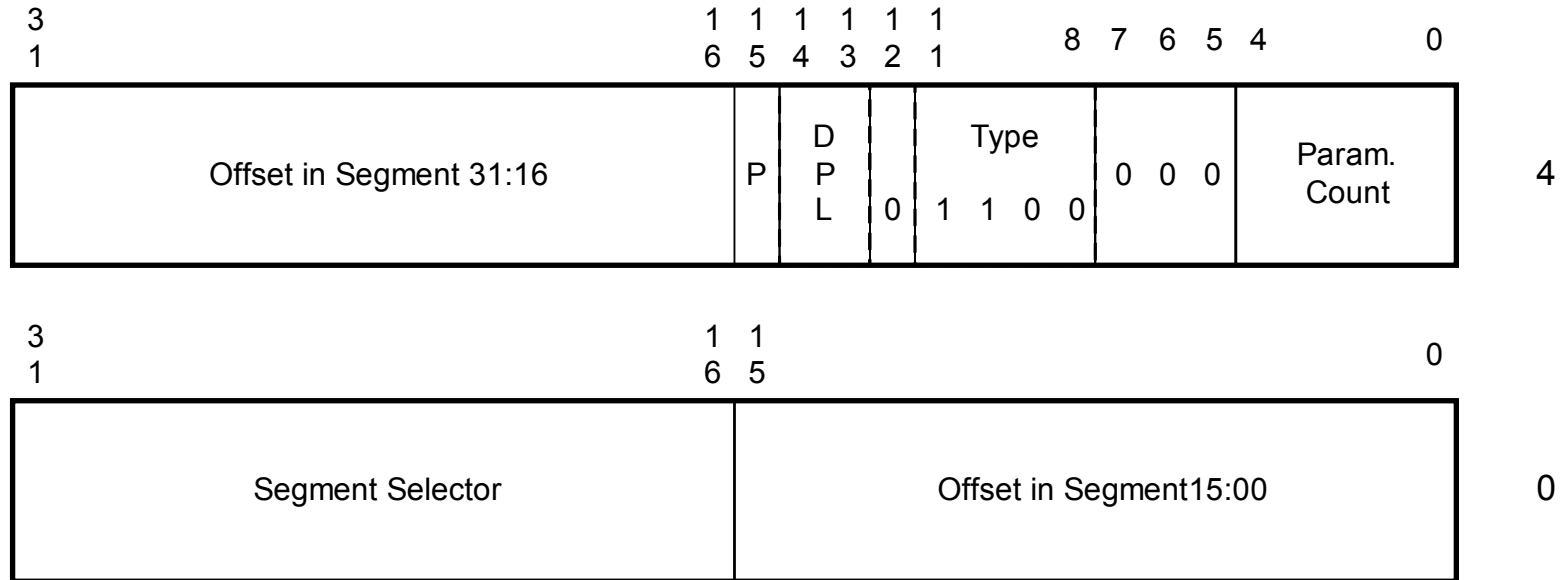 3 1 1 1 1 1 1
1 6 5 4 3 2 1 8 7 6 5 4 0
Offset in Segment 31:16
P
D
P
L
0
Type
1 1 0 0
0 0 0
Param.
Count
4
3 1 1
1 6 5 0
Segment Selector
Offset in Segment15:00
0